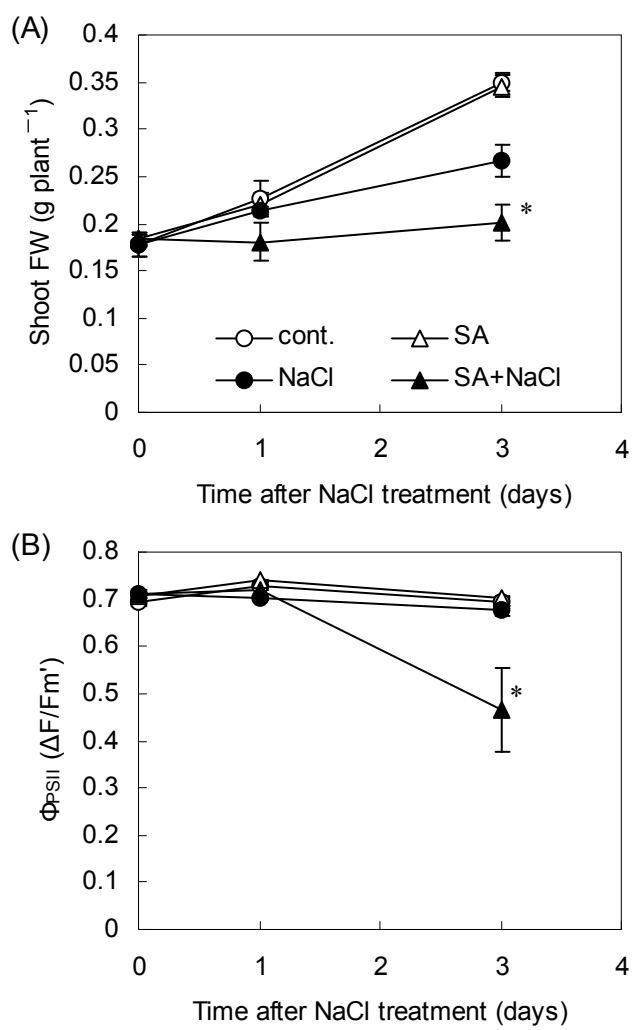 (A)
0.4
0.35
0.3
0.25
0.2
0.15
0.1
0.05
0
Shoot FW (g plant⁻¹)
*
cont. SA
NaCl SA+NaCl
0 1 2 3 4
Time after NaCl treatment (days)
(B)
0.8
0.7
0.6
0.5
0.4
0.3
0.2
0.1
0
ΦPSII (ΔF/Fm')
*
0 1 2 3 4
Time after NaCl treatment (days)